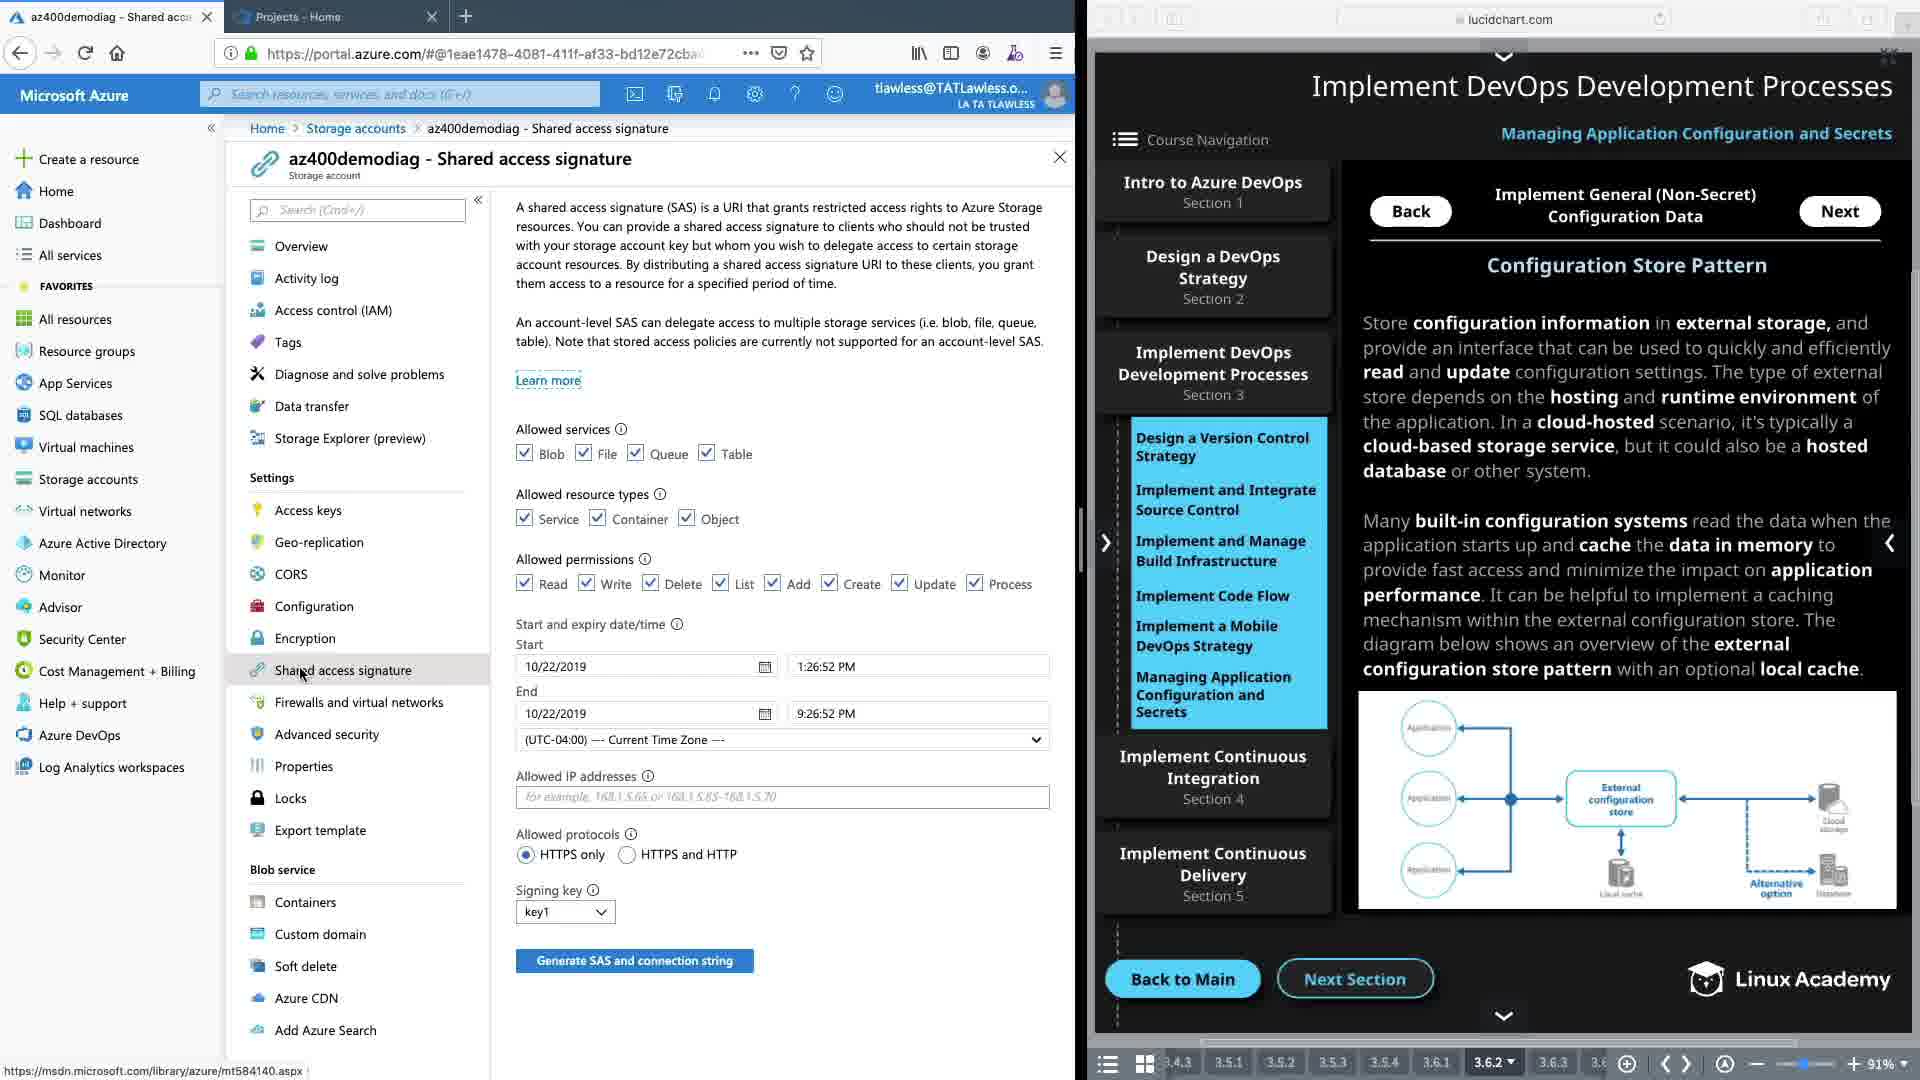 az400demodiag - Shared acce
Projects - Home
https://portal.azure.com/#@1eae1478-4081-411f-af33-bd12e72cba
Microsoft Azure
Search resources, services, and docs (G+/)
tlawless@TATLawless.o...
LA TA TLAWLESS
Create a resource
Home
Dashboard
All services
FAVORITES
All resources
Resource groups
App Services
SQL databases
Virtual machines
Storage accounts
Virtual networks
Azure Active Directory
Monitor
Advisor
Security Center
Cost Management + Billing
Help + support
Azure DevOps
Log Analytics workspaces
https://msdn.microsoft.com/library/azure/mt584140.aspx
Home > Storage accounts > az400demodiag - Shared access signature
az400demodiag - Shared access signature
Storage account
Search (Cmd+/)
Overview
Activity log
Access control (IAM)
Tags
Diagnose and solve problems
Data transfer
Storage Explorer (preview)
Settings
Access keys
Geo-replication
CORS
Configuration
Encryption
Shared access signature
Firewalls and virtual networks
Advanced security
Properties
Locks
Export template
Blob service
Containers
Custom domain
Soft delete
Azure CDN
Add Azure Search
A shared access signature (SAS) is a URI that grants restricted access rights to Azure Storage
resources. You can provide a shared access signature to clients who should not be trusted
with your storage account key but whom you wish to delegate access to certain storage
account resources. By distributing a shared access signature URI to these clients, you grant
them access to a resource for a specified period of time.
An account-level SAS can delegate access to multiple storage services (i.e. blob, file, queue,
table). Note that stored access policies are currently not supported for an account-level SAS.
Learn more
Allowed services
Blob File Queue Table
Allowed resource types
Service Container Object
Allowed permissions
Read Write Delete List Add Create Update Process
Start and expiry date/time
Start
10/22/2019 1:26:52 PM
End
10/22/2019 9:26:52 PM
(UTC-04:00) --- Current Time Zone ---
Allowed IP addresses
for example, 168.1.5.65 or 168.1.5.65-168.1.5.70
Allowed protocols
HTTPS only HTTPS and HTTP
Signing key
key1
Generate SAS and connection string
lucidchart.com
Implement DevOps Development Processes
Managing Application Configuration and Secrets
Course Navigation
Intro to Azure DevOps
Section 1
Design a DevOps
Strategy
Section 2
Implement DevOps
Development Processes
Section 3
Design a Version Control
Strategy
Implement and Integrate
Source Control
Implement and Manage
Build Infrastructure
Implement Code Flow
Implement a Mobile
DevOps Strategy
Managing Application
Configuration and
Secrets
Implement Continuous
Integration
Section 4
Implement Continuous
Delivery
Section 5
Back to Main
Next Section
Back
Implement General (Non-Secret)
Configuration Data
Next
Configuration Store Pattern
Store configuration information in external storage, and
provide an interface that can be used to quickly and efficiently
read and update configuration settings. The type of external
store depends on the hosting and runtime environment of
the application. In a cloud-hosted scenario, it's typically a
cloud-based storage service, but it could also be a hosted
database or other system.
Many built-in configuration systems read the data when the
application starts up and cache the data in memory to
provide fast access and minimize the impact on application
performance. It can be helpful to implement a caching
mechanism within the external configuration store. The
diagram below shows an overview of the external
configuration store pattern with an optional local cache.
Application
Application
Application
External
configuration
store
Local cache
Cloud
storage
Alternative
option
Database
Linux Academy
3.4.3 3.5.1 3.5.2 3.5.3 3.5.4 3.6.1 3.6.2 3.6.3 3.6
91%